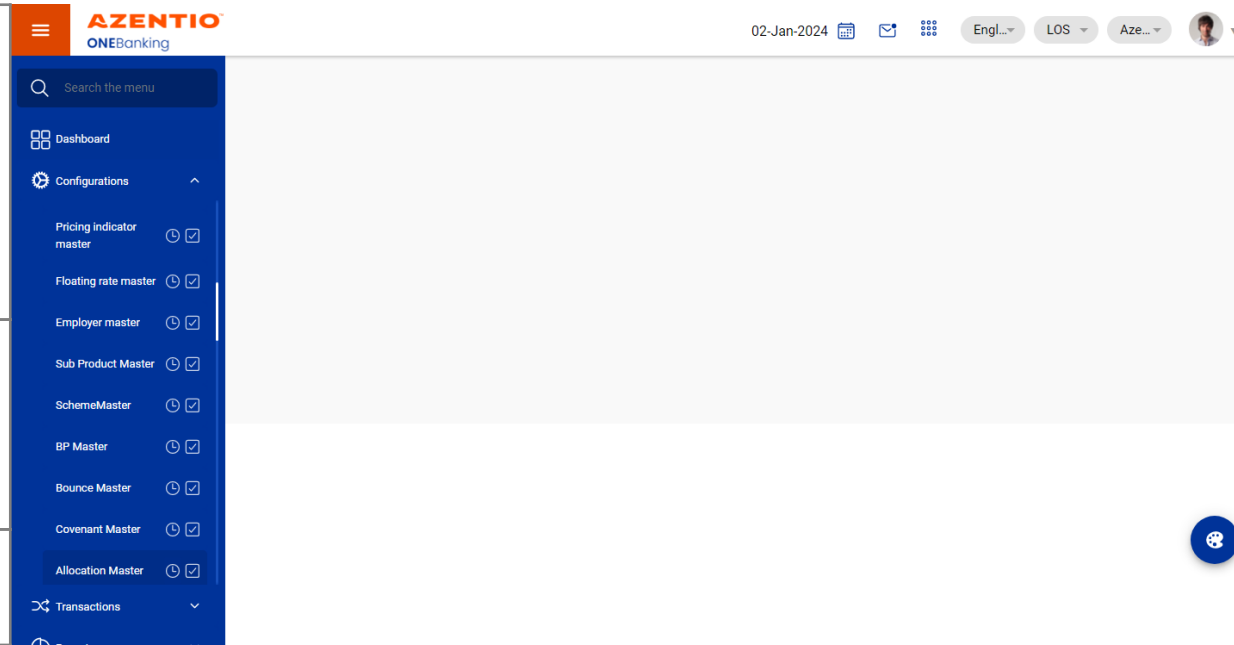 AZENTIO
ONEBanking
02-Jan-2024
Engl...
LOS
Aze...
Search the menu
Dashboard
Configurations
Pricing indicator
master
Floating rate master
Employer master
Sub Product Master
SchemeMaster
BP Master
Bounce Master
Covenant Master
Allocation Master
Transactions